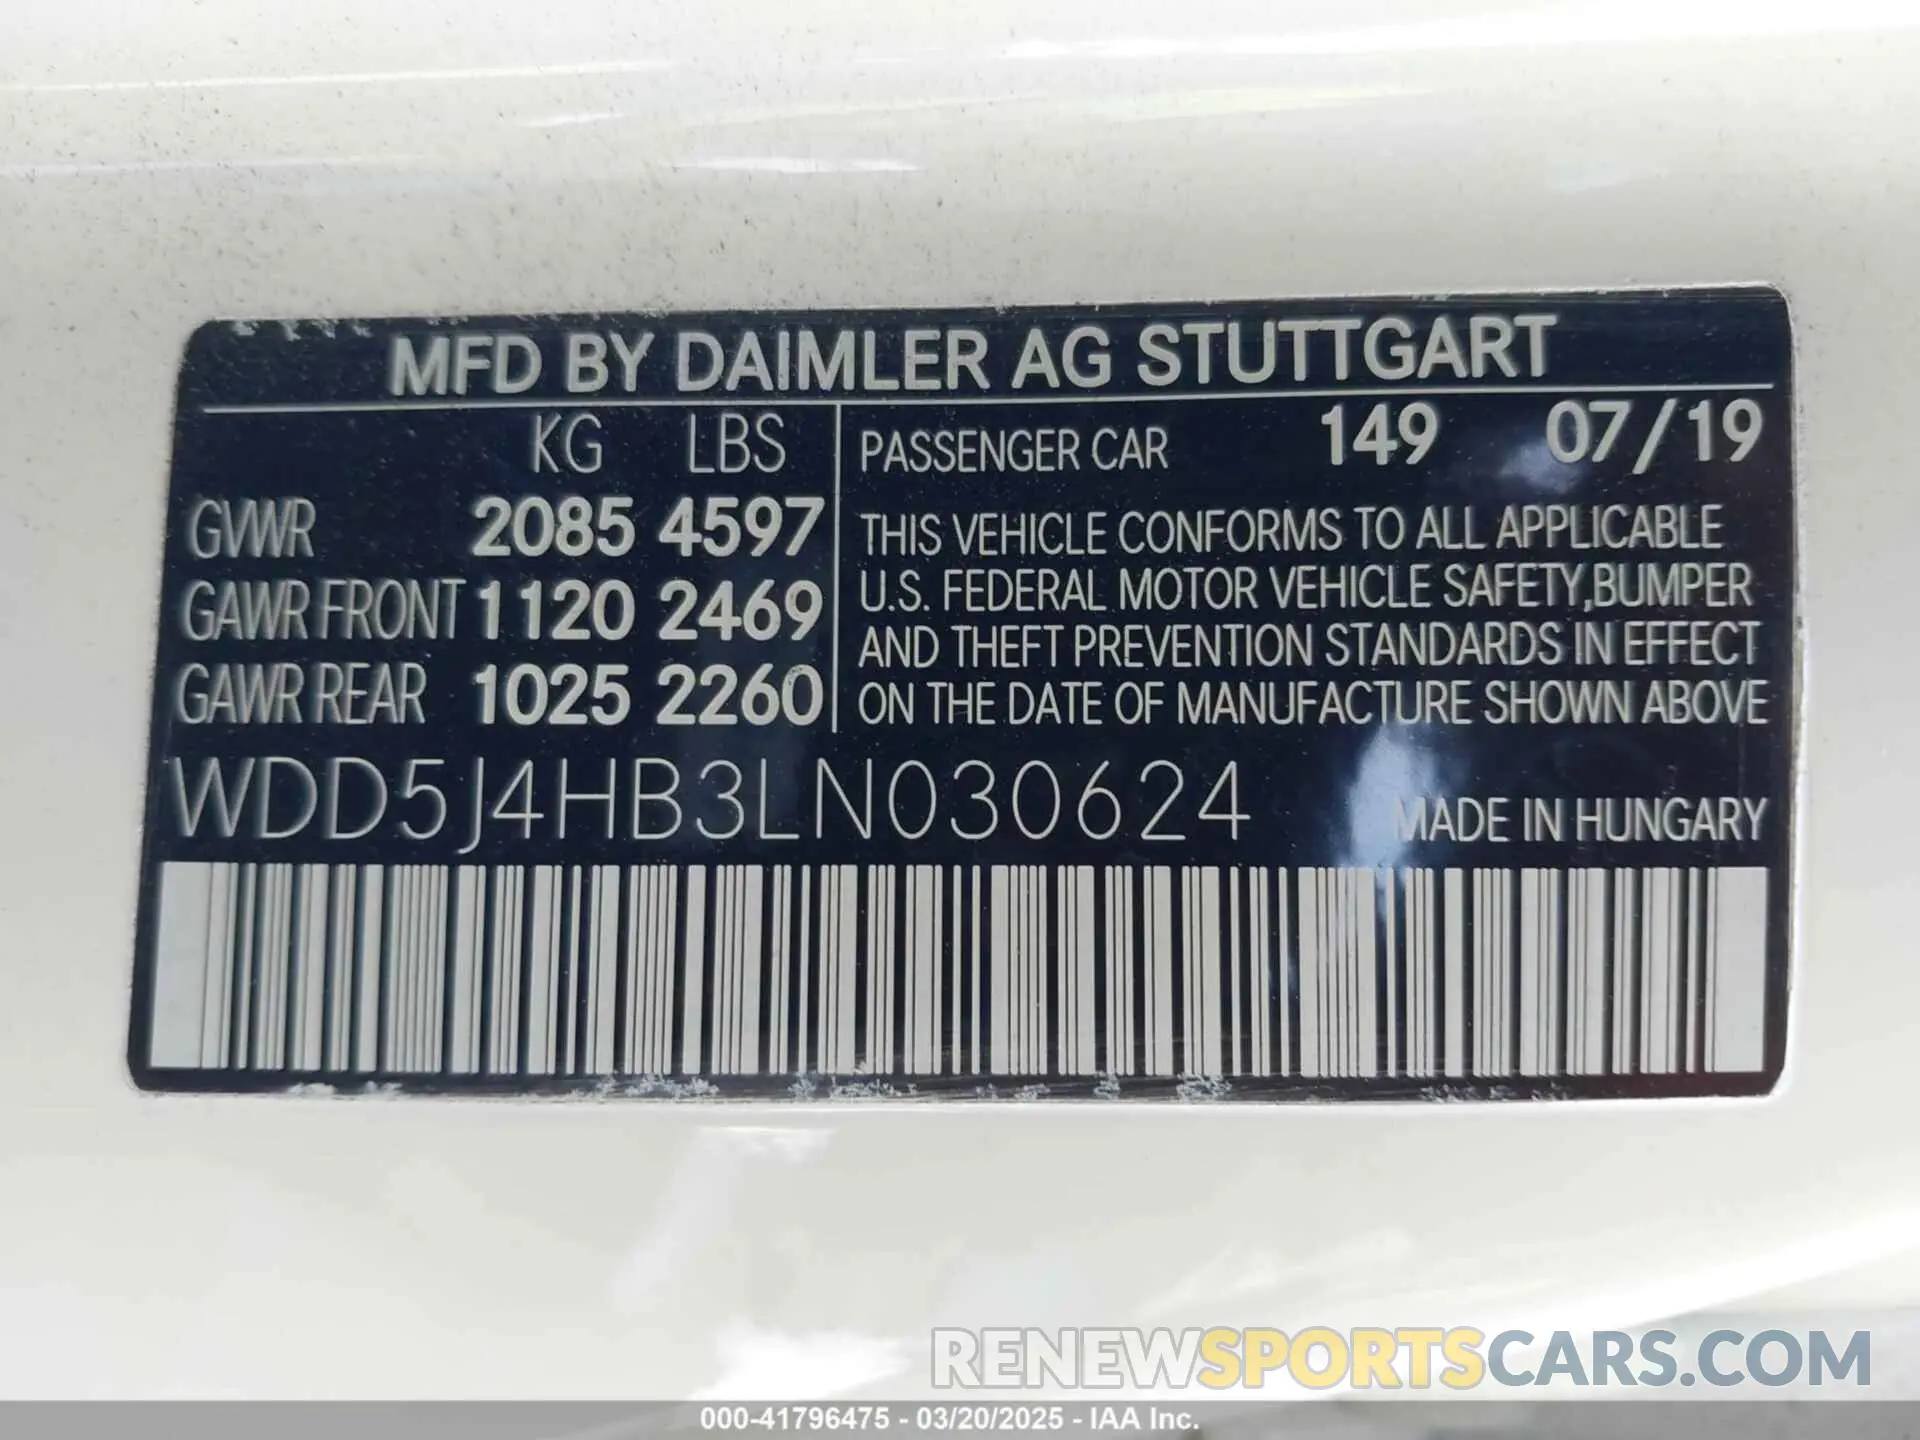 MFD BY DAIMLER AG STUTTGART
KG LBS
GVWR 2085 4597
GAWR FRONT 1120 2469
GAWR REAR 1025 2260
PASSENGER CAR 149 07/19
THIS VEHICLE CONFORMS TO ALL APPLICABLE
U.S. FEDERAL MOTOR VEHICLE SAFETY,BUMPER
AND THEFT PREVENTION STANDARDS IN EFFECT
ON THE DATE OF MANUFACTURE SHOWN ABOVE
WDD5J4HB3LN030624
MADE IN HUNGARY
RENEWSPORTSCARS.COM
000-41796475 - 03/20/2025 - IAA Inc.